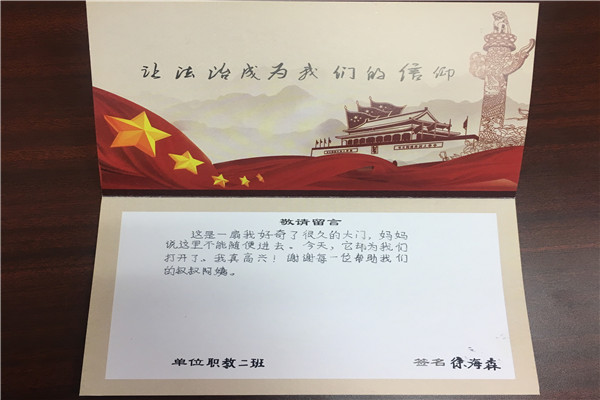 让法治成为我们的信仰
敬请留言
这是一扇我好奇了很久的大门,妈妈
说这里不能随便进去。今天,它却为我们
打开了。我真高兴!谢谢每一位帮助我们
的叔叔阿姨。
单位 职教二班 签名 徐海森